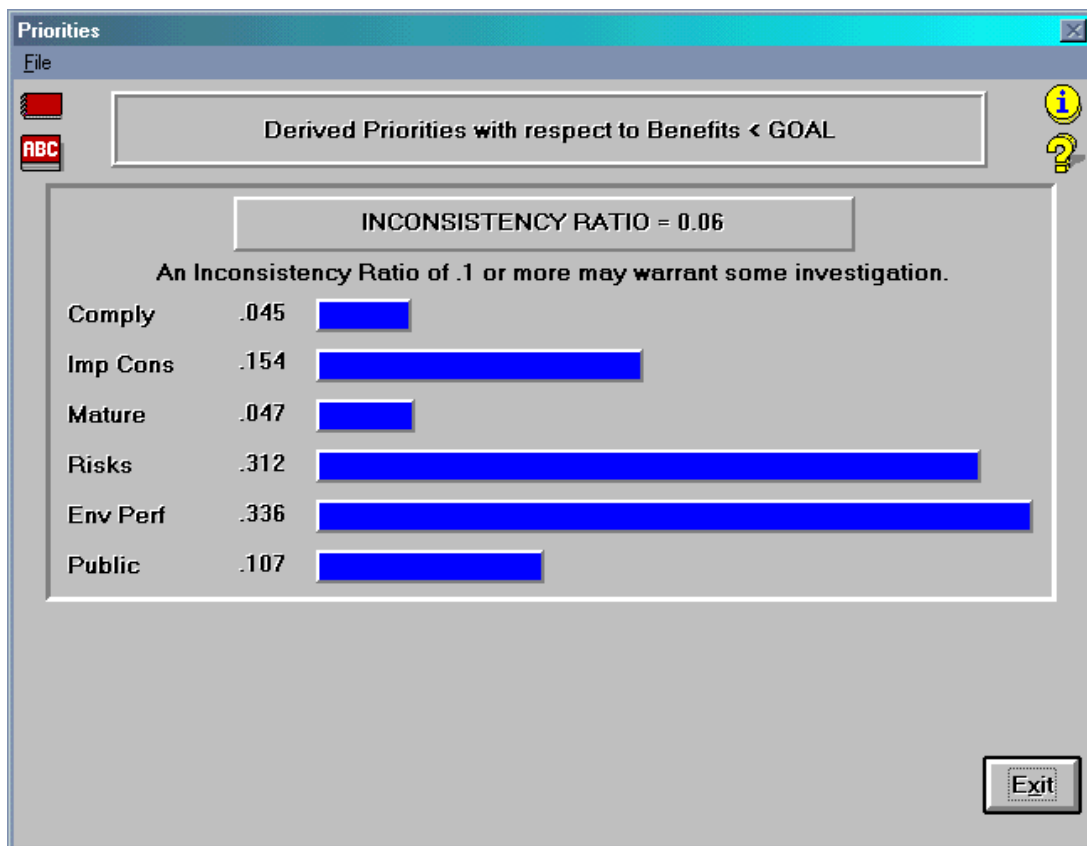 Priorities
File
ABC
Derived Priorities with respect to Benefits < GOAL
INCONSISTENCY RATIO = 0.06
An Inconsistency Ratio of .1 or more may warrant some investigation.
Comply .045
Imp Cons .154
Mature .047
Risks .312
Env Perf .336
Public .107
Exit